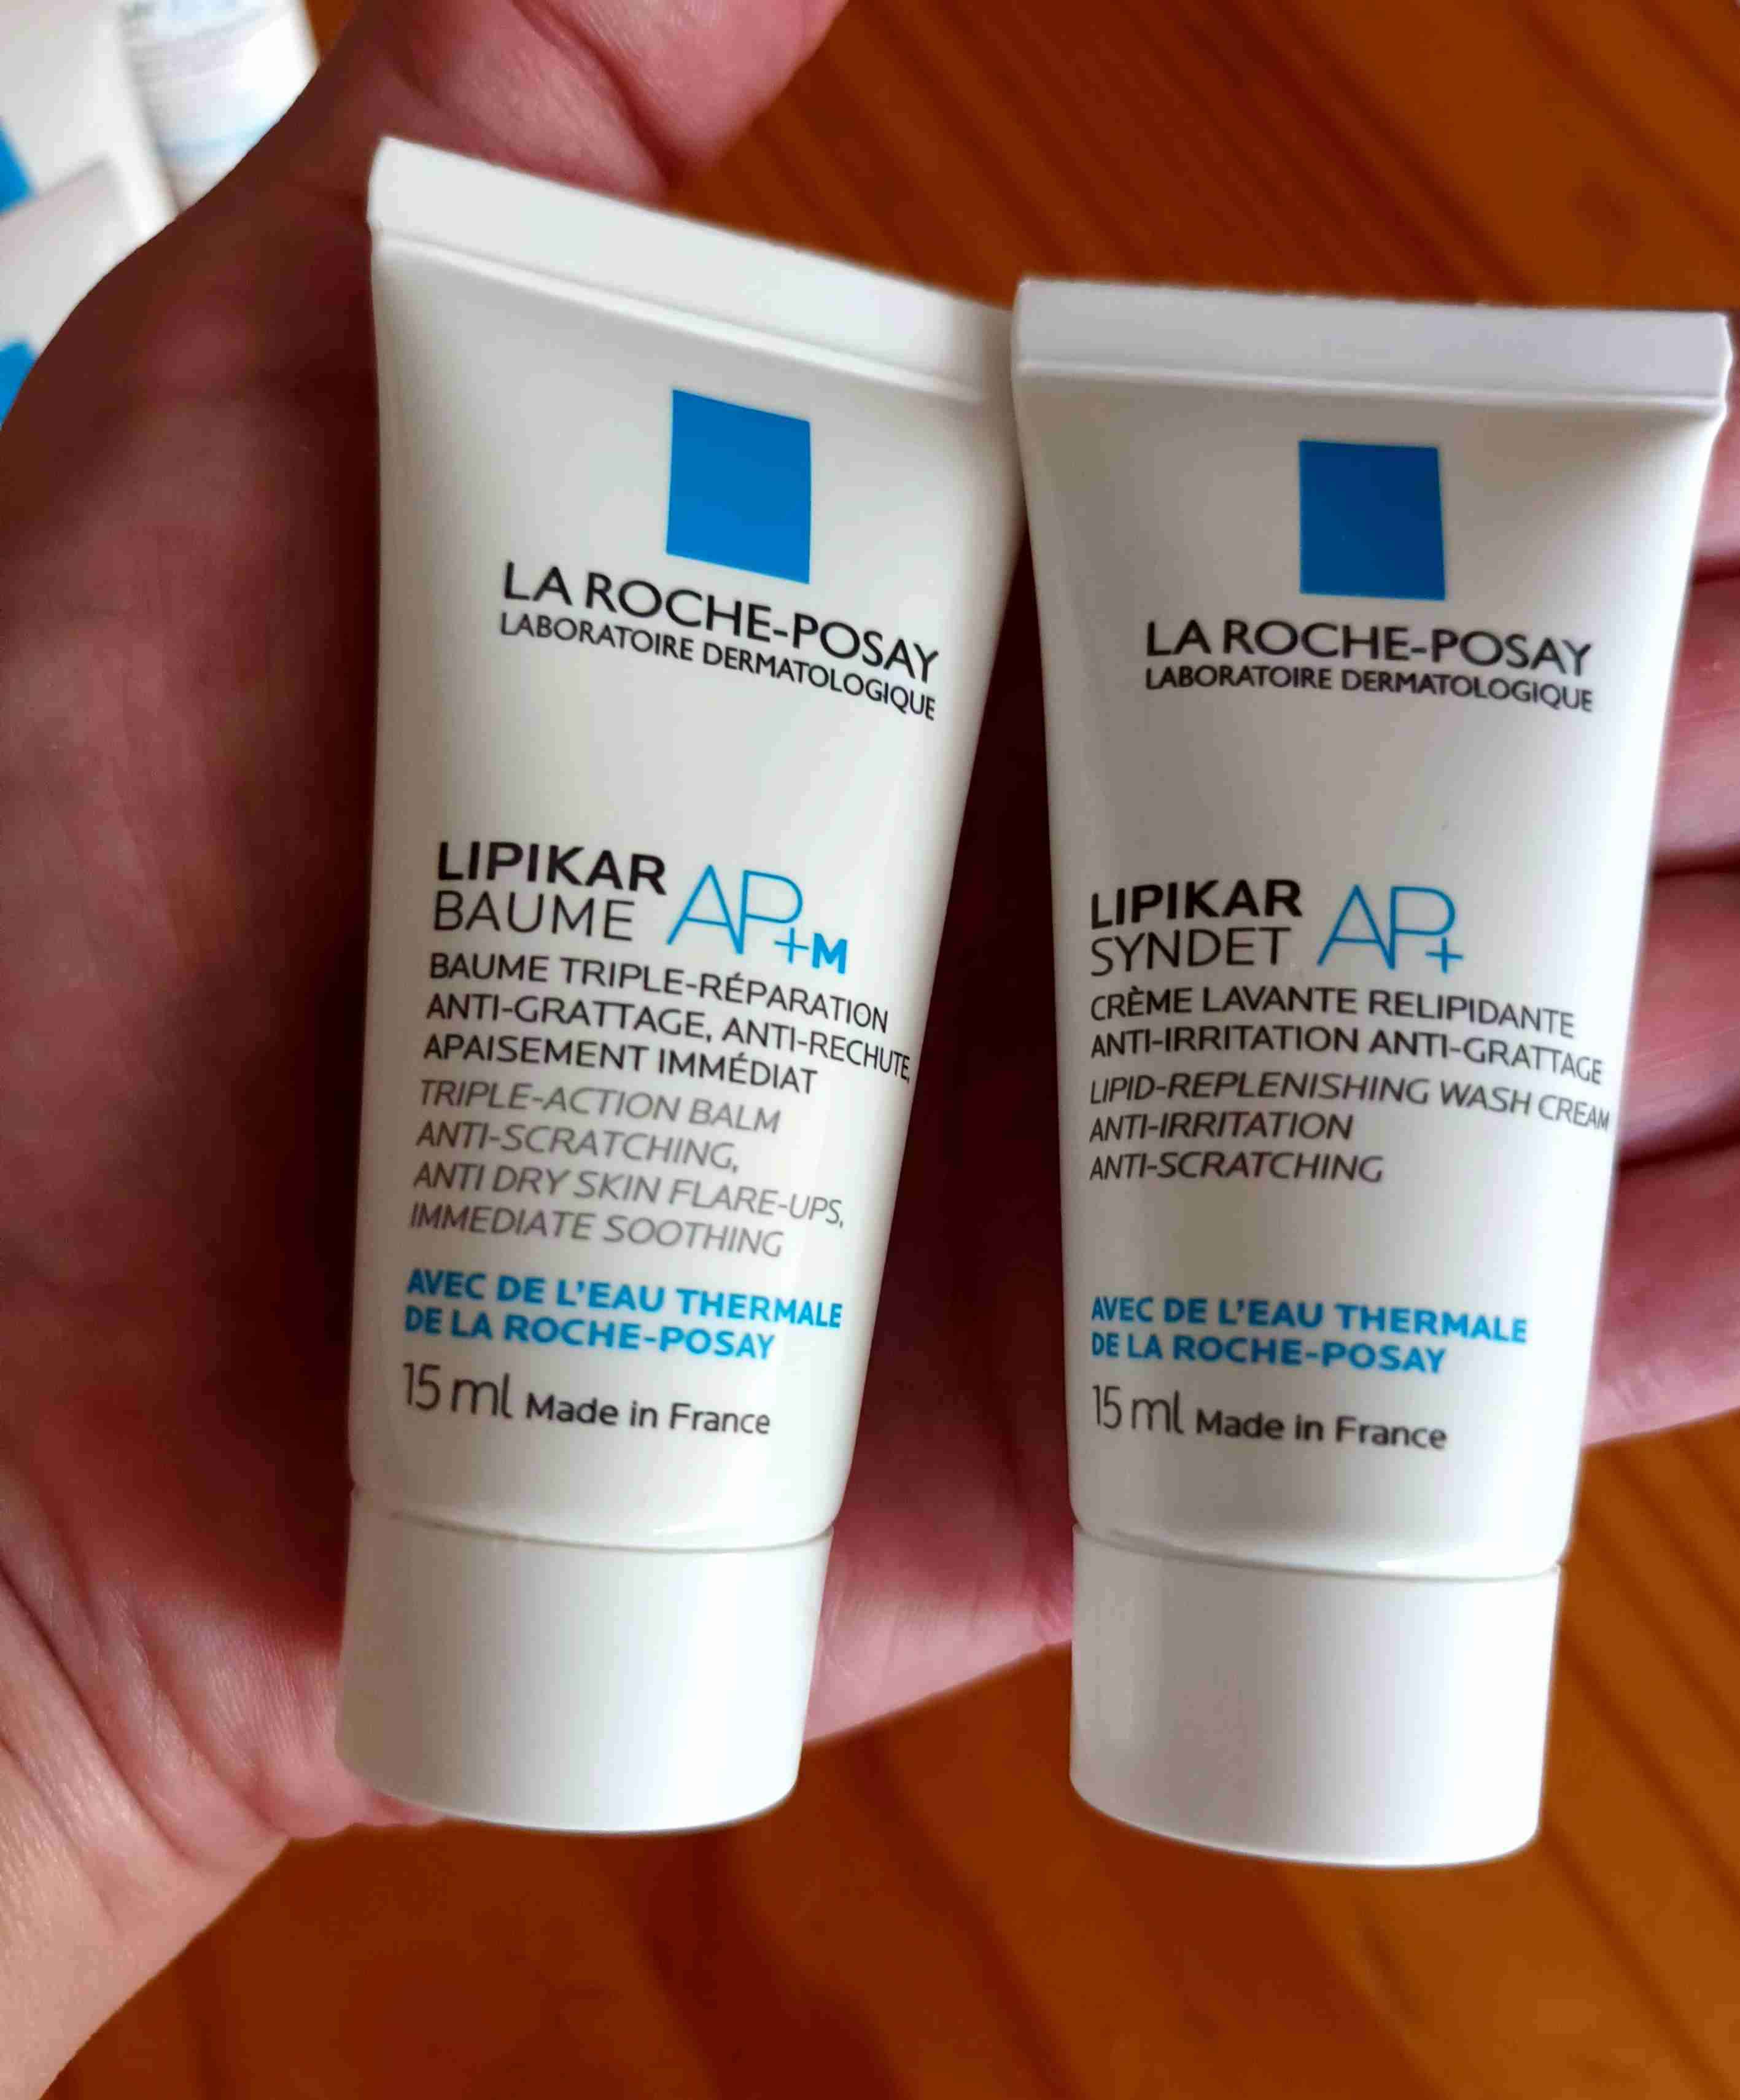 LA ROCHE-POSAY
LABORATOIRE DERMATOLOGIQUE
LIPIKAR
BAUME AP+M
BAUME TRIPLE-RÉPARATION
ANTI-GRATTAGE, ANTI-RECHUTE,
APAISEMENT IMMÉDIAT
TRIPLE-ACTION BALM
ANTI-SCRATCHING,
ANTI DRY SKIN FLARE-UPS,
IMMEDIATE SOOTHING
AVEC DE L'EAU THERMALE
DE LA ROCHE-POSAY
15 ml Made in France
LA ROCHE-POSAY
LABORATOIRE DERMATOLOGIQUE
LIPIKAR
SYNDET AP+
CRÈME LAVANTE RELIPIDANTE
ANTI-IRRITATION ANTI-GRATTAGE
LIPID-REPLENISHING WASH CREAM
ANTI-IRRITATION
ANTI-SCRATCHING
AVEC DE L'EAU THERMALE
DE LA ROCHE-POSAY
15 ml Made in France